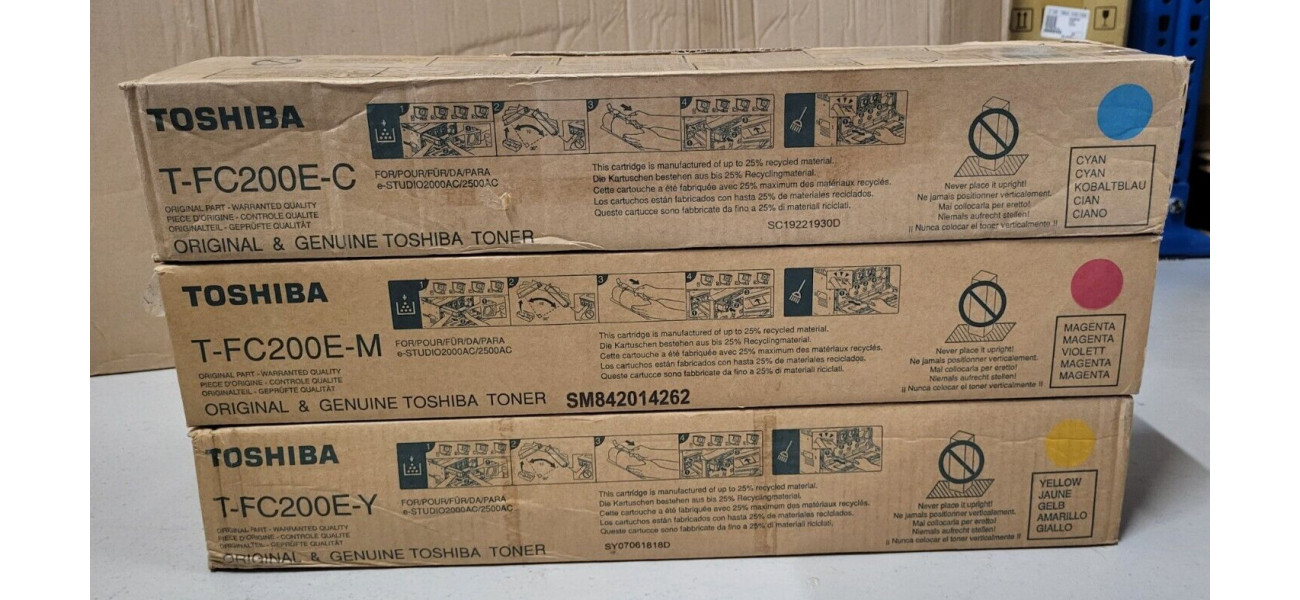 TOSHIBA
T-FC200E-C
ORIGINAL PART - WARRANTED QUALITY
PIECE D'ORIGINE - CONTROLE QUALITE
ORIGINALTEIL - GEPRÜFTE QUALITÄT
ORIGINAL & GENUINE TOSHIBA TONER
1
2
3
4
FOR/POUR/FÜR/DA/PARA
e-STUDIO2000AC/2500AC
This cartridge is manufactured of up to 25% recycled material.
Die Kartuschen bestehen aus bis 25% Recyclingmaterial.
Cette cartouche a été fabriquée avec 25% maximum des matériaux recyclés.
Los cartuchos están fabricados con hasta 25% de materiales reciclados.
Queste cartucce sono fabbricate da fino a 25% di materiali riciclati.
SC19221930D
Never place it upright!
Ne jamais positionner verticalement.
Mai collocarla per eretto!
Niemals aufrecht stellen!
¡¡ Nunca colocar el toner verticalmente !!
CYAN
CYAN
KOBALTBLAU
CIAN
CIANO
TOSHIBA
T-FC200E-M
ORIGINAL PART - WARRANTED QUALITY
PIECE D'ORIGINE - CONTROLE QUALITE
ORIGINALTEIL - GEPRÜFTE QUALITÄT
ORIGINAL & GENUINE TOSHIBA TONER
SM842014262
1
2
3
4
FOR/POUR/FÜR/DA/PARA
e-STUDIO2000AC/2500AC
This cartridge is manufactured of up to 25% recycled material.
Die Kartuschen bestehen aus bis 25% Recyclingmaterial.
Cette cartouche a été fabriquée avec 25% maximum des matériaux recyclés.
Los cartuchos están fabricados con hasta 25% de materiales reciclados.
Queste cartucce sono fabbricate da fino a 25% di materiali riciclati.
Never place it upright!
Ne jamais positionner verticalement.
Mai collocarla per eretto!
Niemals aufrecht stellen!
¡¡ Nunca colocar el toner verticalmente !!
MAGENTA
MAGENTA
VIOLETT
MAGENTA
MAGENTA
TOSHIBA
T-FC200E-Y
ORIGINAL PART - WARRANTED QUALITY
PIECE D'ORIGINE - CONTROLE QUALITE
ORIGINALTEIL - GEPRÜFTE QUALITÄT
ORIGINAL & GENUINE TOSHIBA TONER
1
2
3
4
FOR/POUR/FÜR/DA/PARA
e-STUDIO2000AC/2500AC
This cartridge is manufactured of up to 25% recycled material.
Die Kartuschen bestehen aus bis 25% Recyclingmaterial.
Cette cartouche a été fabriquée avec 25% maximum des matériaux recyclés.
Los cartuchos están fabricados con hasta 25% de materiales reciclados.
Queste cartucce sono fabbricate da fino a 25% di materiali riciclati.
SY07061818D
Never place it upright!
Ne jamais positionner verticalement.
Mai collocarla per eretto!
Niemals aufrecht stellen!
¡¡ Nunca colocar el toner verticalmente !!
YELLOW
JAUNE
GELB
AMARILLO
GIALLO